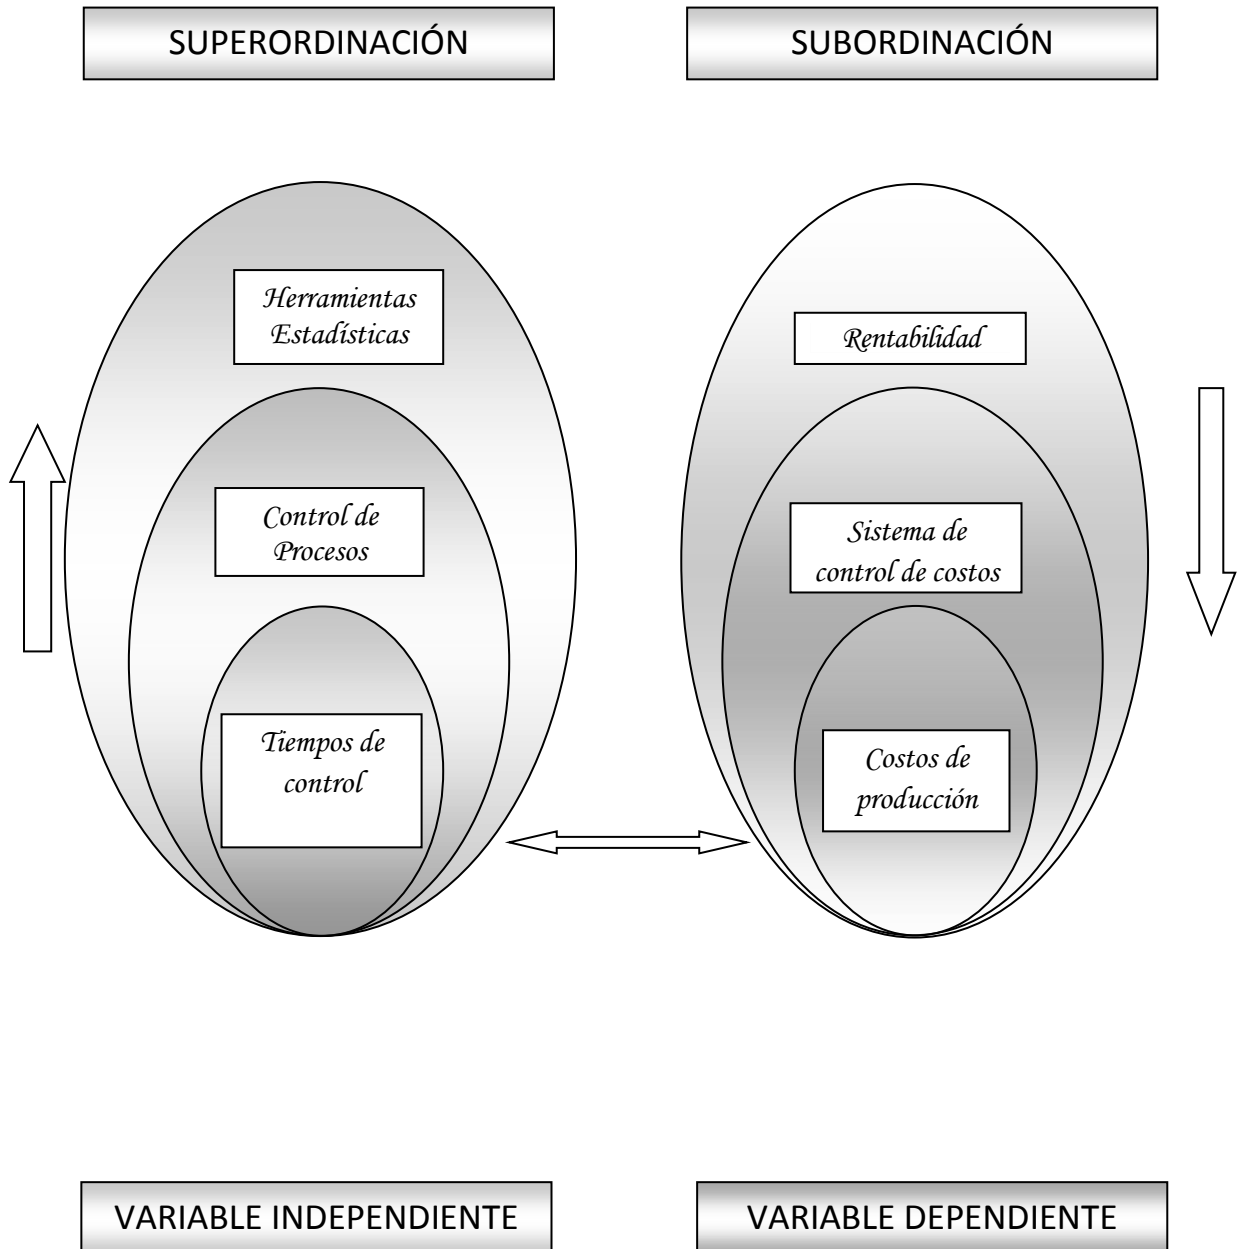 SUPERORDINACIÓN
SUBORDINACIÓN
Herramientas
Estadísticas
Rentabilidad
Control de
Procesos
Sistema de
control de costos
Tiempos de
control
Costos de
producción
VARIABLE INDEPENDIENTE
VARIABLE DEPENDIENTE